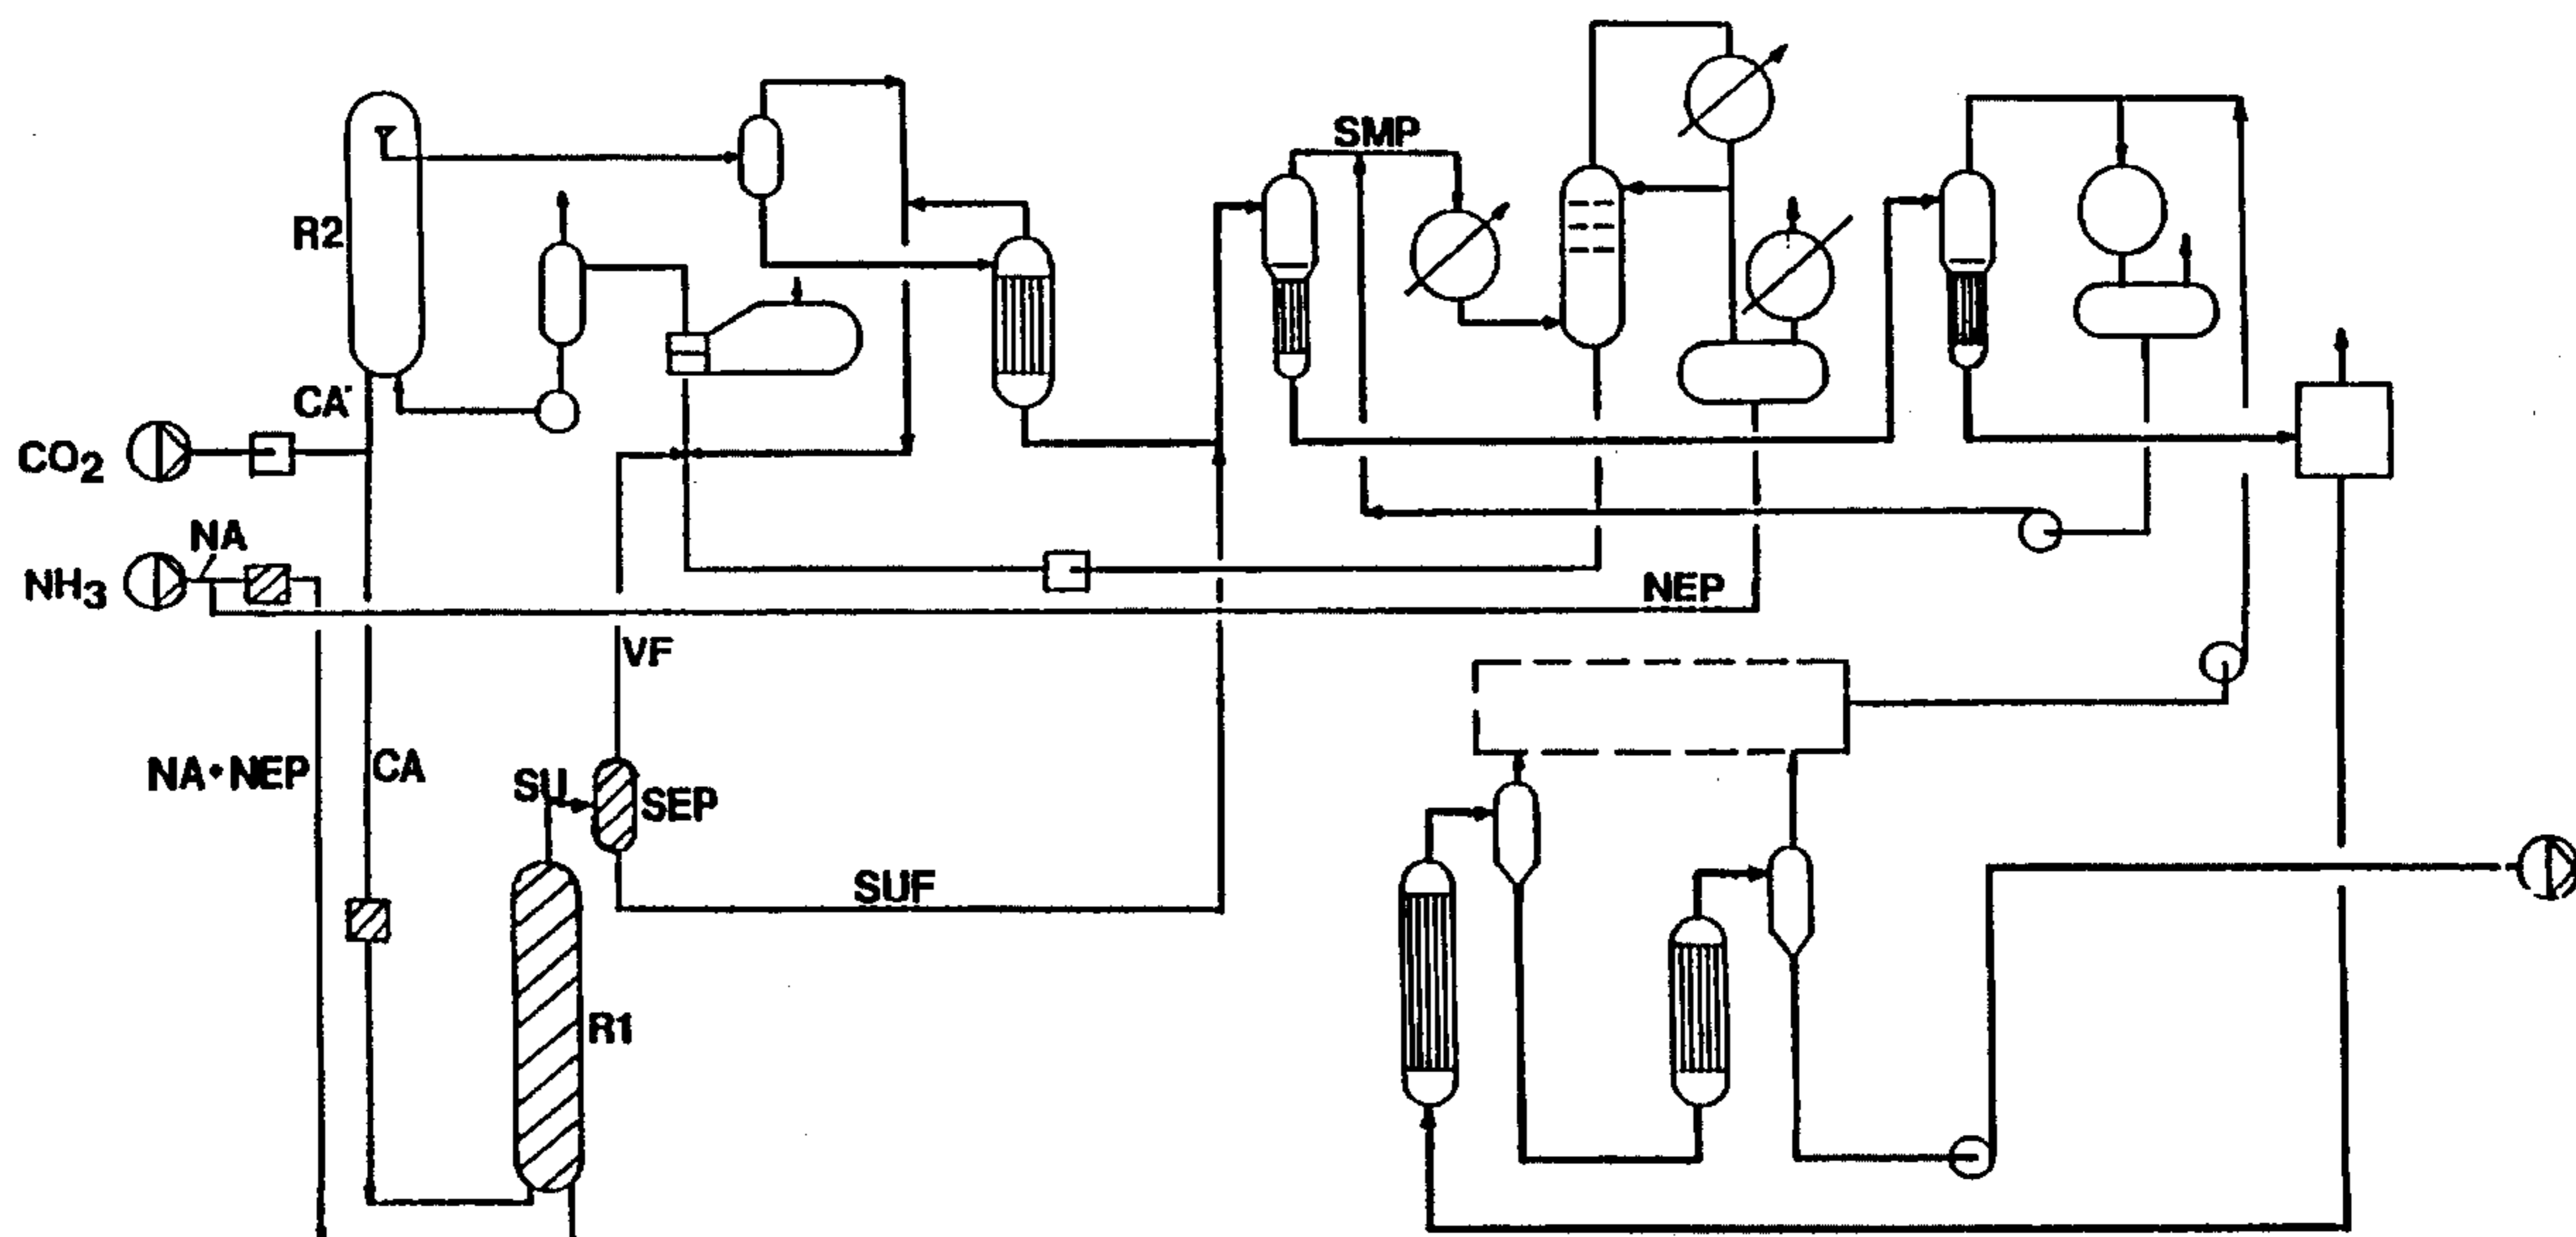 SMP
R2
CA'
CO2
NA
NH3
NEP
VF
NA+NEP
CA
SU
SEP
SUF
R1